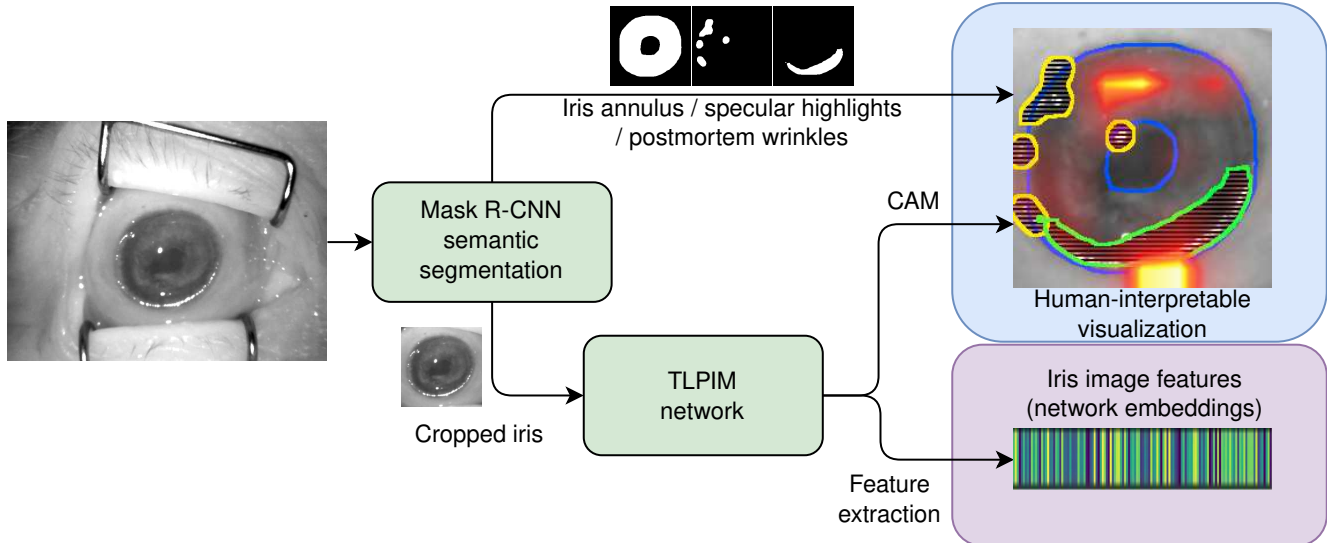 Iris annulus / specular highlights
/ postmortem wrinkles
Mask R-CNN
semantic
segmentation
CAM
Human-interpretable
visualization
TLPIM
network
Cropped iris
Iris image features
(network embeddings)
Feature
extraction